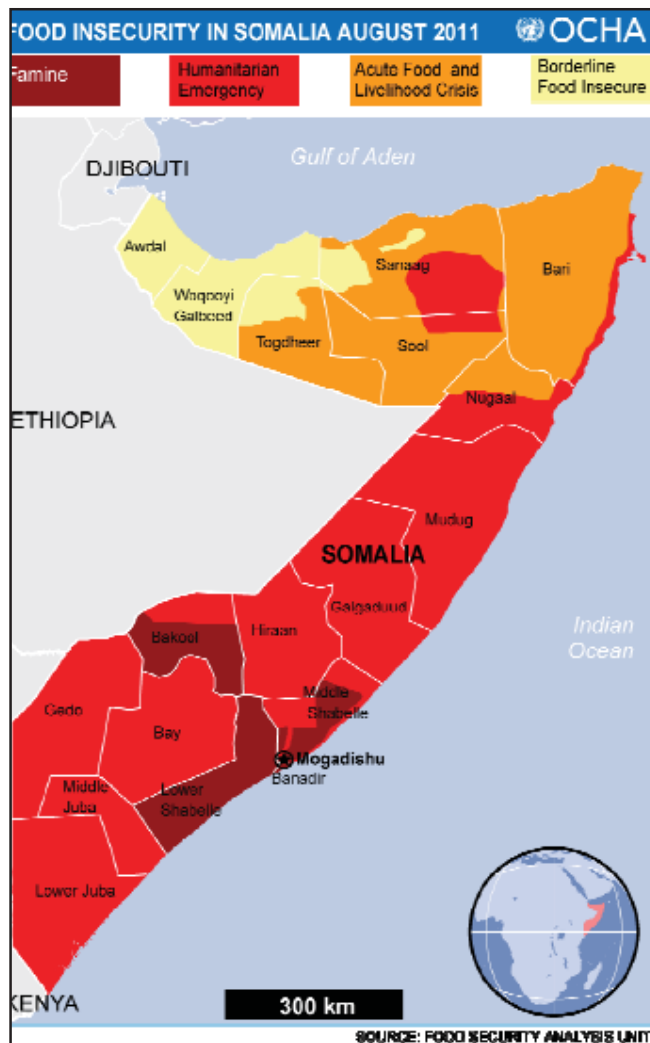 FOOD INSECURITY IN SOMALIA AUGUST 2011
OCHA
Famine
Humanitarian
Emergency
Acute Food and
Livelihood Crisis
Borderline
Food Insecure
Gulf of Aden
DJIBOUTI
Awdal
Woqooyi
Galbeed
Togdheer
Sanaag
Sool
Bari
Nugaal
ETHIOPIA
Mudug
SOMALIA
Galgaduud
Hiraan
Bakool
Indian
Ocean
Gedo
Bay
Middle
Shabelle
Mogadishu
Banadir
Middle
Juba
Lower
Shabelle
Lower Juba
KENYA
300 km
SOURCE: FOOD SECURITY ANALYSIS UNIT